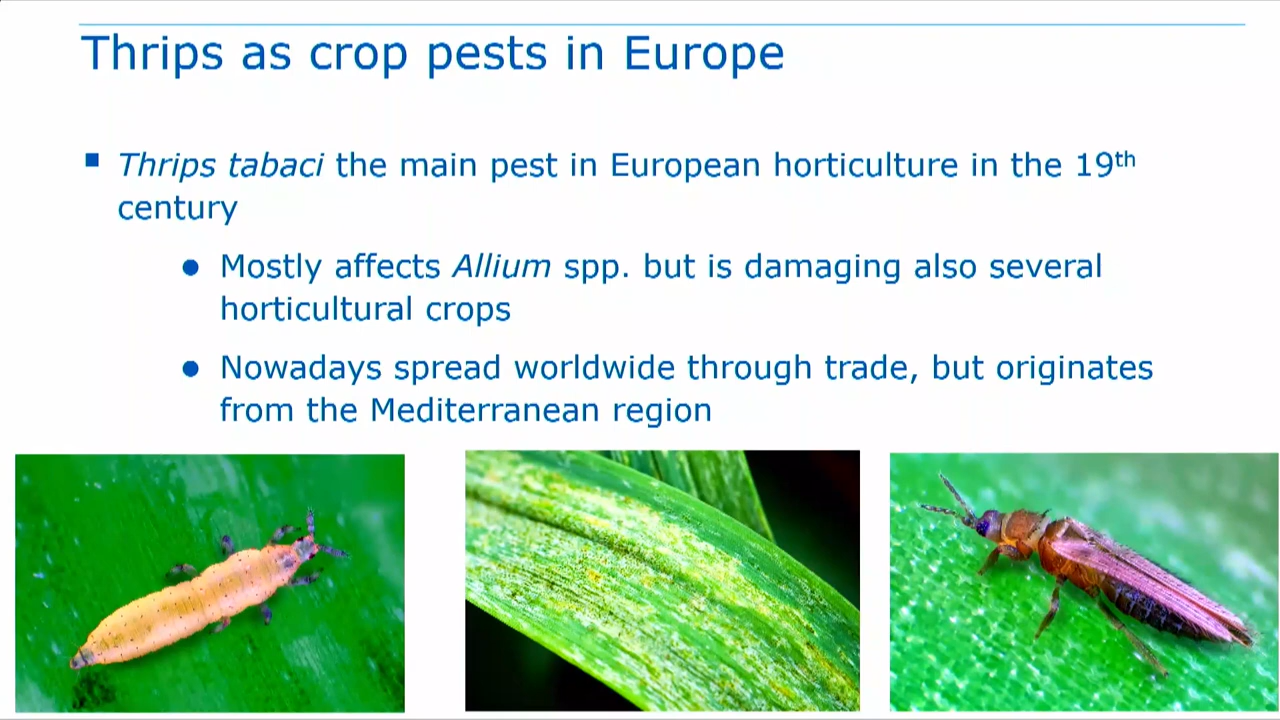 Thrips as crop pests in Europe
Thrips tabaci the main pest in European horticulture in the 19th
century
Mostly affects Allium spp. but is damaging also several
horticultural crops
Nowadays spread worldwide through trade, but originates
from the Mediterranean region